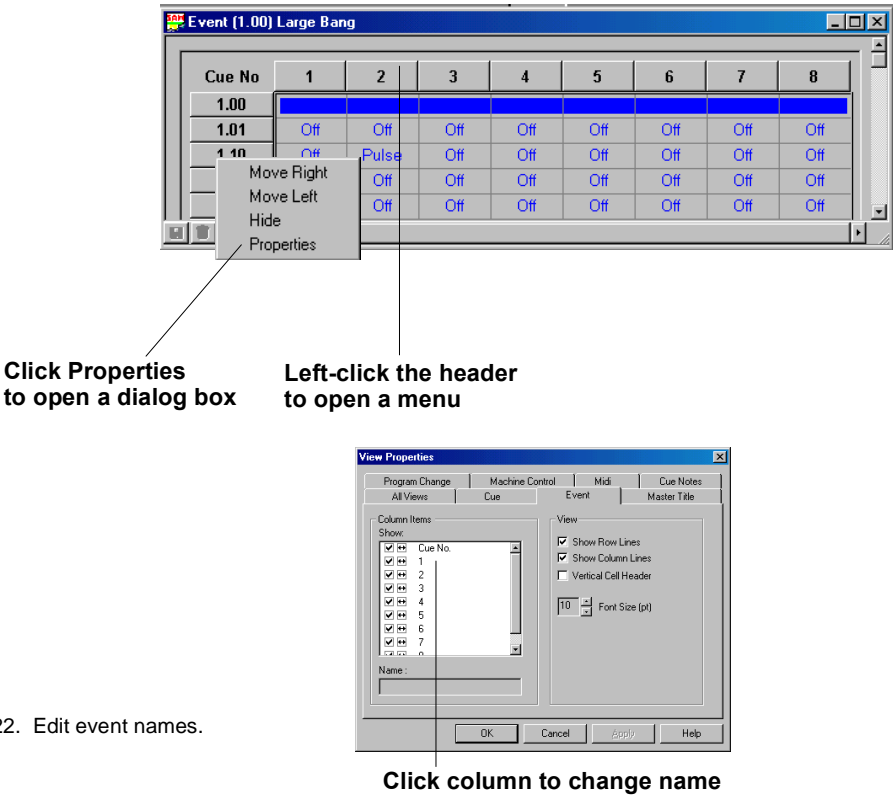 SAM Event (1.00) Large Bang
Cue No 1 2 3 4 5 6 7 8
1.00
1.01 Off Off Off Off Off Off Off Off
1.10 Off Pulse Off Off Off Off Off Off
Off Off Off Off Off Off Off
Off Off Off Off Off Off Off
Move Right
Move Left
Hide
Properties
Click Properties
to open a dialog box
Left-click the header
to open a menu
View Properties
Program Change Machine Control Midi Cue Notes
All Views Cue Event Master Title
Column Items
Show:
Cue No.
1
2
3
4
5
6
7
8
Name :
View
Show Row Lines
Show Column Lines
Vertical Cell Header
10 Font Size (pt)
OK Cancel Apply Help
22. Edit event names.
Click column to change name